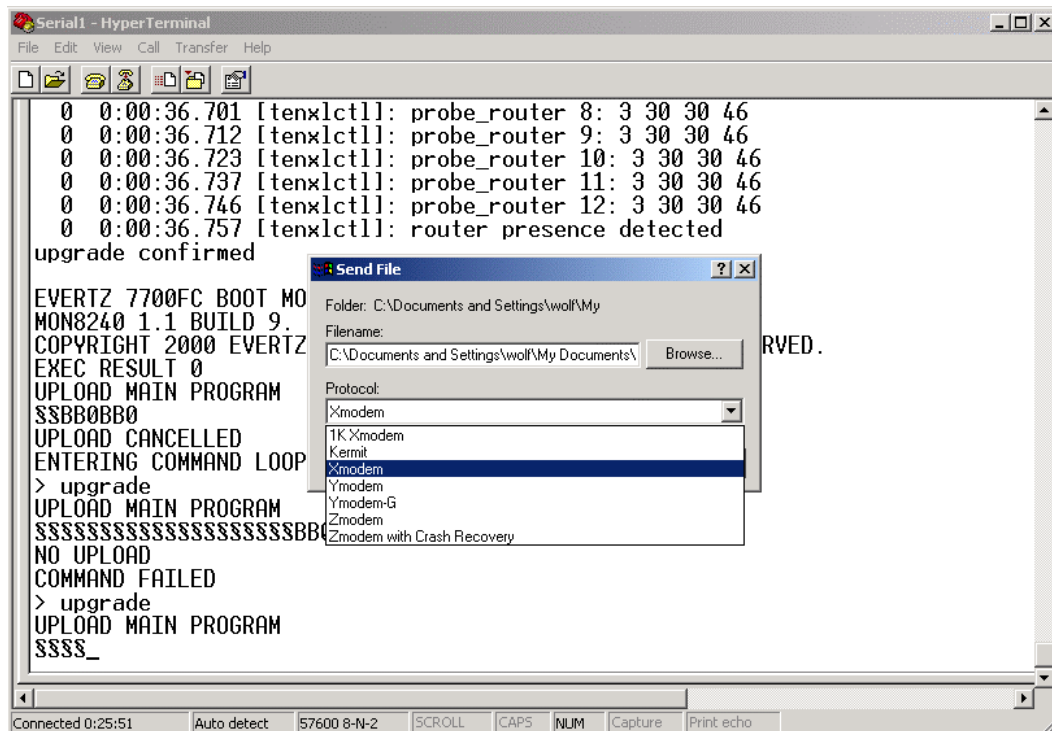 Serial1 - HyperTerminal
File Edit View Call Transfer Help
0 0:00:36.701 [tenxlctl]: probe_router 8: 3 30 30 46
0 0:00:36.712 [tenxlctl]: probe_router 9: 3 30 30 46
0 0:00:36.723 [tenxlctl]: probe_router 10: 3 30 30 46
0 0:00:36.737 [tenxlctl]: probe_router 11: 3 30 30 46
0 0:00:36.746 [tenxlctl]: probe_router 12: 3 30 30 46
0 0:00:36.757 [tenxlctl]: router presence detected
upgrade confirmed
EVERTZ 7700FC BOOT MO
MON8240 1.1 BUILD 9.
COPYRIGHT 2000 EVERTZ RVED.
EXEC RESULT 0
UPLOAD MAIN PROGRAM
§§BB0BB0
UPLOAD CANCELLED
ENTERING COMMAND LOOP
> upgrade
UPLOAD MAIN PROGRAM
§§§§§§§§§§§§§§§§§§§§BB
NO UPLOAD
COMMAND FAILED
> upgrade
UPLOAD MAIN PROGRAM
§§§§_
Send File
Folder: C:\Documents and Settings\wolf\My
Filename:
C:\Documents and Settings\wolf\My Documents\ Browse...
Protocol:
Xmodem
1K Xmodem
Kermit
Xmodem
Ymodem
Ymodem-G
Zmodem
Zmodem with Crash Recovery
Connected 0:25:51 Auto detect 57600 8-N-2 SCROLL CAPS NUM Capture Print echo